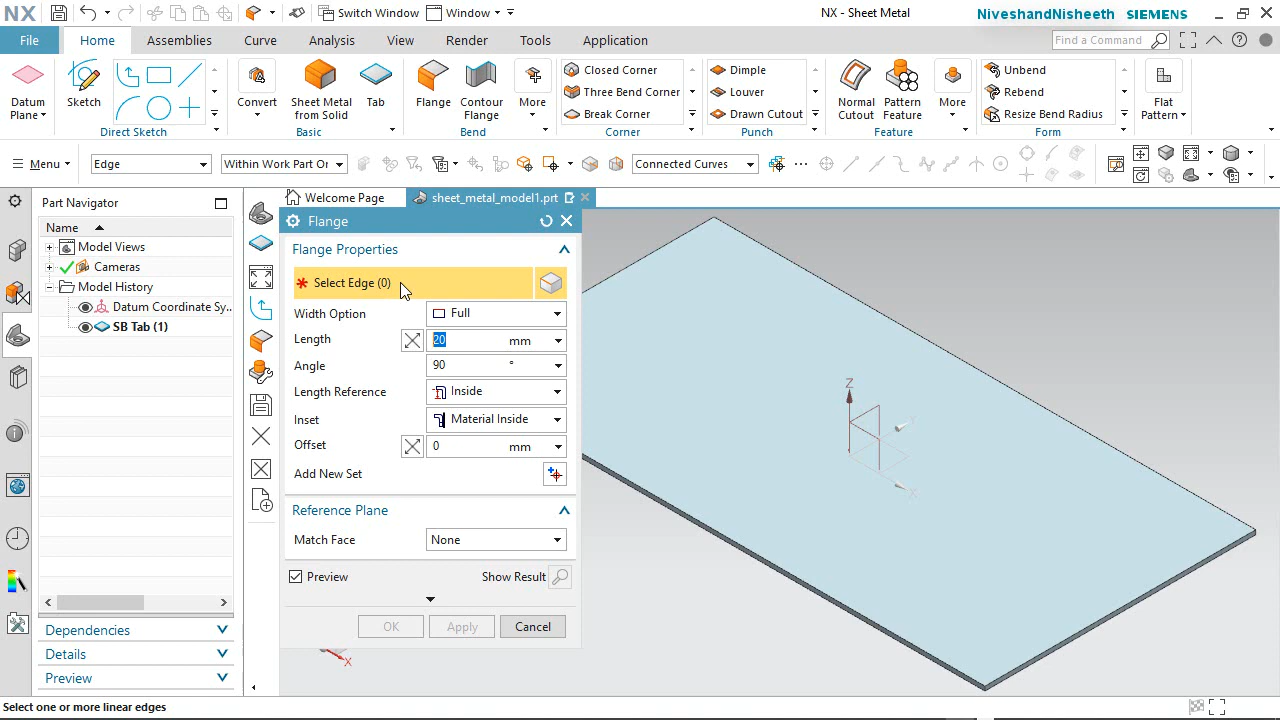 NX
Switch Window
Window
NX - Sheet Metal
NiveshandNisheeth SIEMENS
File
Home
Assemblies
Curve
Analysis
View
Render
Tools
Application
Find a Command
Datum Plane
Sketch
Direct Sketch
Convert
Sheet Metal from Solid
Tab
Basic
Flange
Contour Flange
More
Bend
Closed Corner
Three Bend Corner
Break Corner
Corner
Dimple
Louver
Drawn Cutout
Punch
Normal Cutout
Pattern Feature
More
Feature
Unbend
Rebend
Resize Bend Radius
Form
Flat Pattern
Menu
Edge
Within Work Part Or
Connected Curves
Part Navigator
Name
Model Views
Cameras
Model History
Datum Coordinate Sy...
SB Tab (1)
Dependencies
Details
Preview
Welcome Page
sheet_metal_model1.prt
Flange
Flange Properties
* Select Edge (0)
Width Option Full
Length 20 mm
Angle 90 °
Length Reference Inside
Inset Material Inside
Offset 0 mm
Add New Set
Reference Plane
Match Face None
Preview Show Result
OK Apply Cancel
Z
Y
X
X
Select one or more linear edges